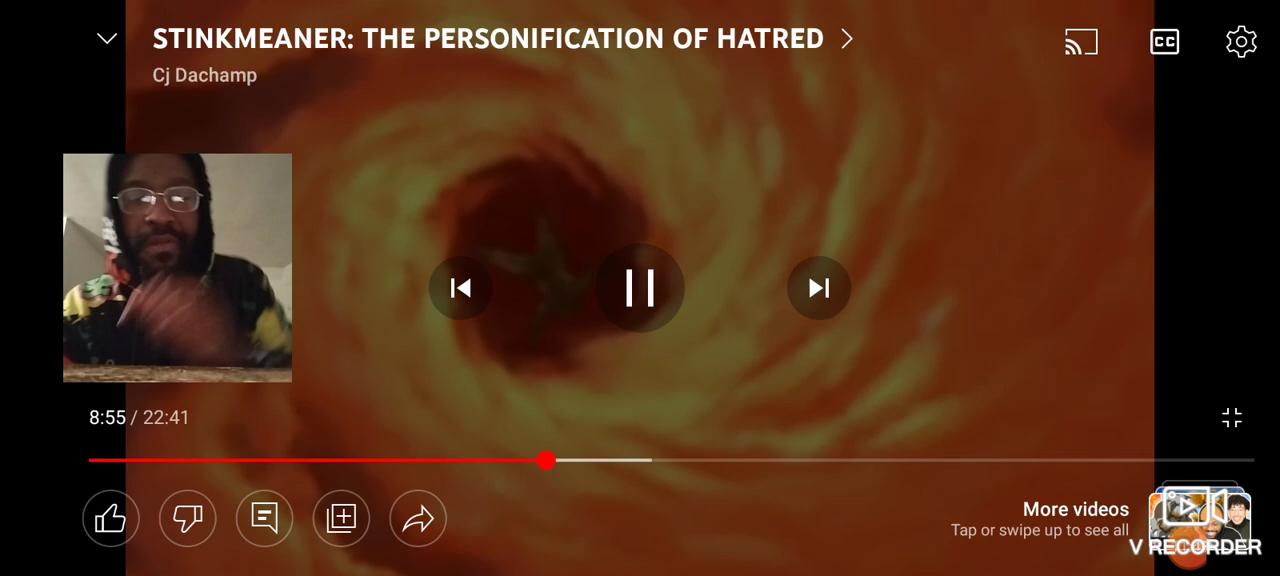 STINKMEANER: THE PERSONIFICATION OF HATRED
Cj Dachamp
CC
8:55 / 22:41
More videos
Tap or swipe up to see all
V RECORDER